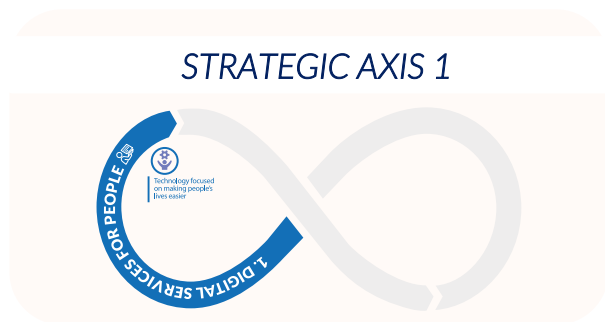 STRATEGIC AXIS 1
Technology focused
on making people's
lives easier
1. DIGITAL SERVICES FOR PEOPLE